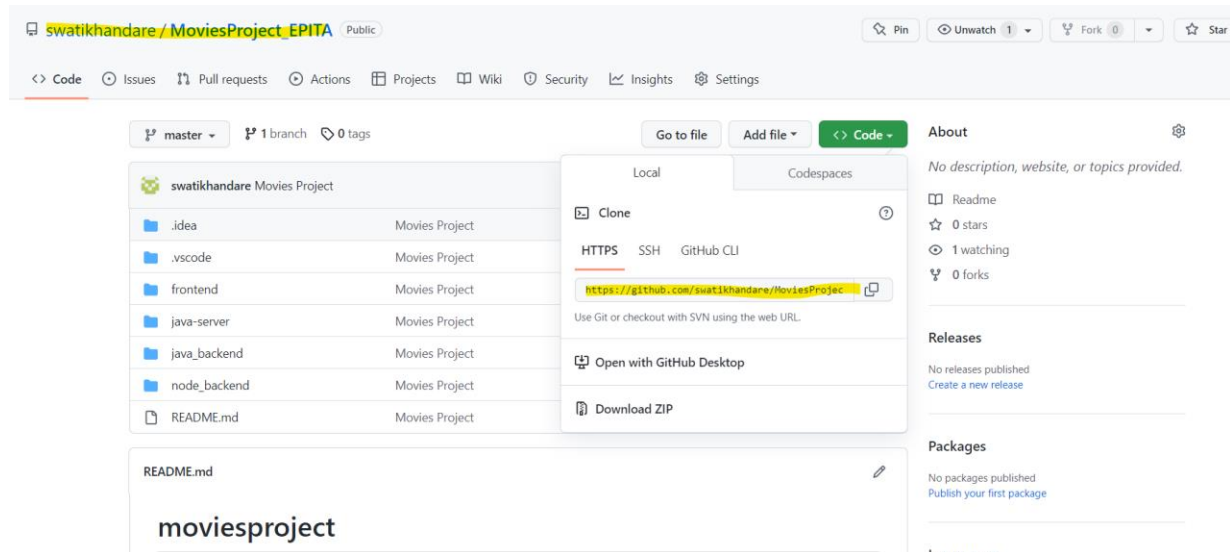 swatikhandare / MoviesProject_EPITA Public
Pin Unwatch 1 Fork 0 Star
<> Code Issues Pull requests Actions Projects Wiki Security Insights Settings
master 1 branch 0 tags Go to file Add file <> Code
swatikhandare Movies Project
.idea Movies Project
.vscode Movies Project
frontend Movies Project
java-server Movies Project
java_backend Movies Project
node_backend Movies Project
README.md Movies Project
Local Codespaces
Clone
HTTPS SSH GitHub CLI
https://github.com/swatikhandare/MoviesProjec
Use Git or checkout with SVN using the web URL.
Open with GitHub Desktop
Download ZIP
README.md
moviesproject
About
No description, website, or topics provided.
Readme
0 stars
1 watching
0 forks
Releases
No releases published
Create a new release
Packages
No packages published
Publish your first package